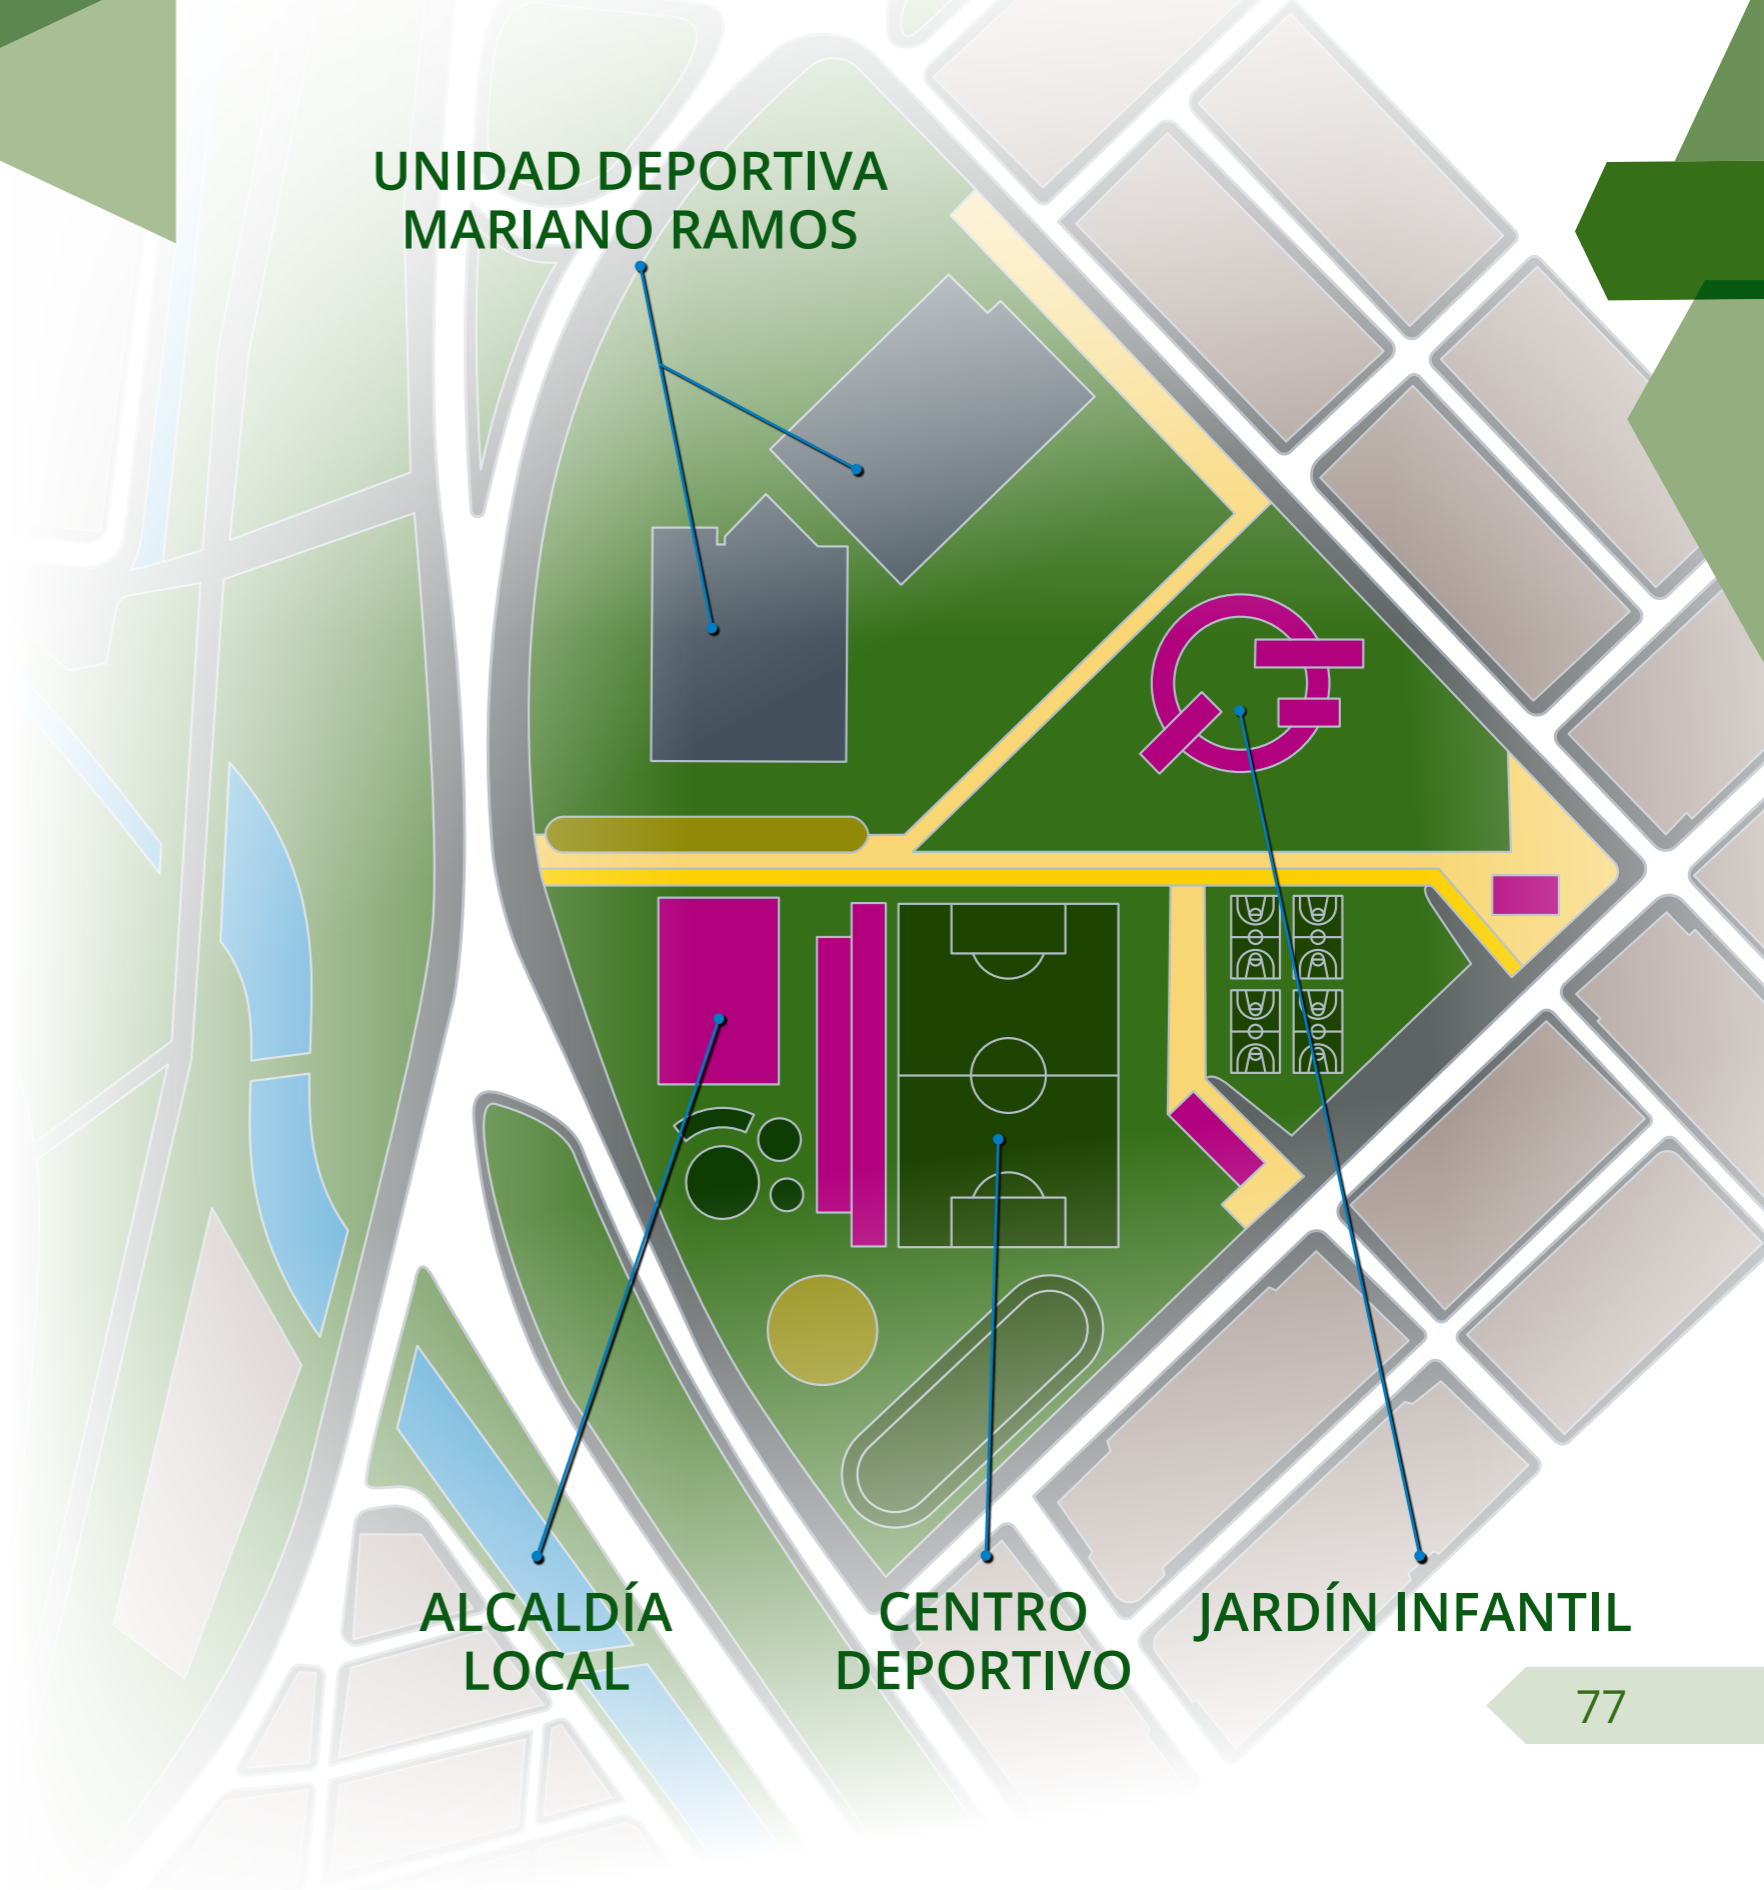 UNIDAD DEPORTIVA
MARIANO RAMOS
ALCALDÍA
LOCAL
CENTRO
DEPORTIVO
JARDÍN INFANTIL
77